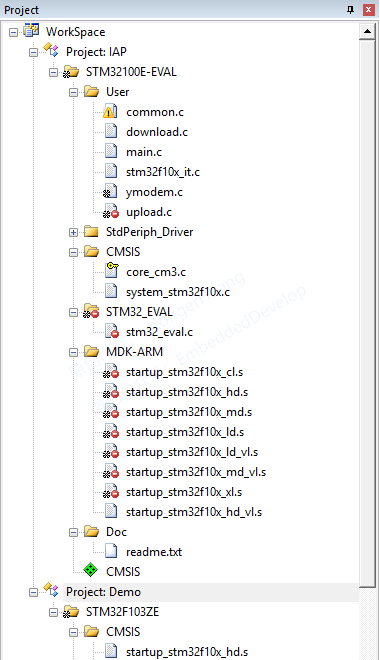 Project
WorkSpace
Project: IAP
STM32100E-EVAL
User
common.c
download.c
main.c
stm32f10x_it.c
ymodem.c
upload.c
StdPeriph_Driver
CMSIS
core_cm3.c
system_stm32f10x.c
STM32_EVAL
stm32_eval.c
MDK-ARM
startup_stm32f10x_cl.s
startup_stm32f10x_hd.s
startup_stm32f10x_md.s
startup_stm32f10x_ld.s
startup_stm32f10x_ld_vl.s
startup_stm32f10x_md_vl.s
startup_stm32f10x_xl.s
startup_stm32f10x_hd_vl.s
Doc
readme.txt
CMSIS
Project: Demo
STM32F103ZE
CMSIS
startup_stm32f10x_hd.s
EmbeddedDevelop